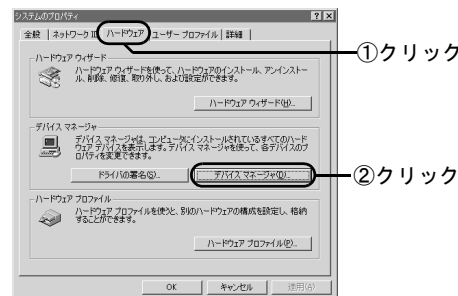 システムのプロパティ
全般 ネットワーク ID ハードウェア ユーザー プロファイル 詳細
①クリック
ハードウェア ウィザード
ハードウェア ウィザードを使って、ハードウェアのインストール、アンインストー
ル、削除、修復、取り外し、および設定ができます。
ハードウェア ウィザード(H)...
デバイス マネージャ
デバイス マネージャは、コンピュータにインストールされているすべてのハード
ウェア デバイスを表示します。デバイス マネージャを使って、各デバイスのプ
ロパティを変更できます。
ドライバの署名(S)...
デバイス マネージャ(D)...
②クリック
ハードウェア プロファイル
ハードウェア プロファイルを使うと、別のハードウェアの構成を設定し、格納
することができます。
ハードウェア プロファイル(P)...
OK キャンセル 適用(A)